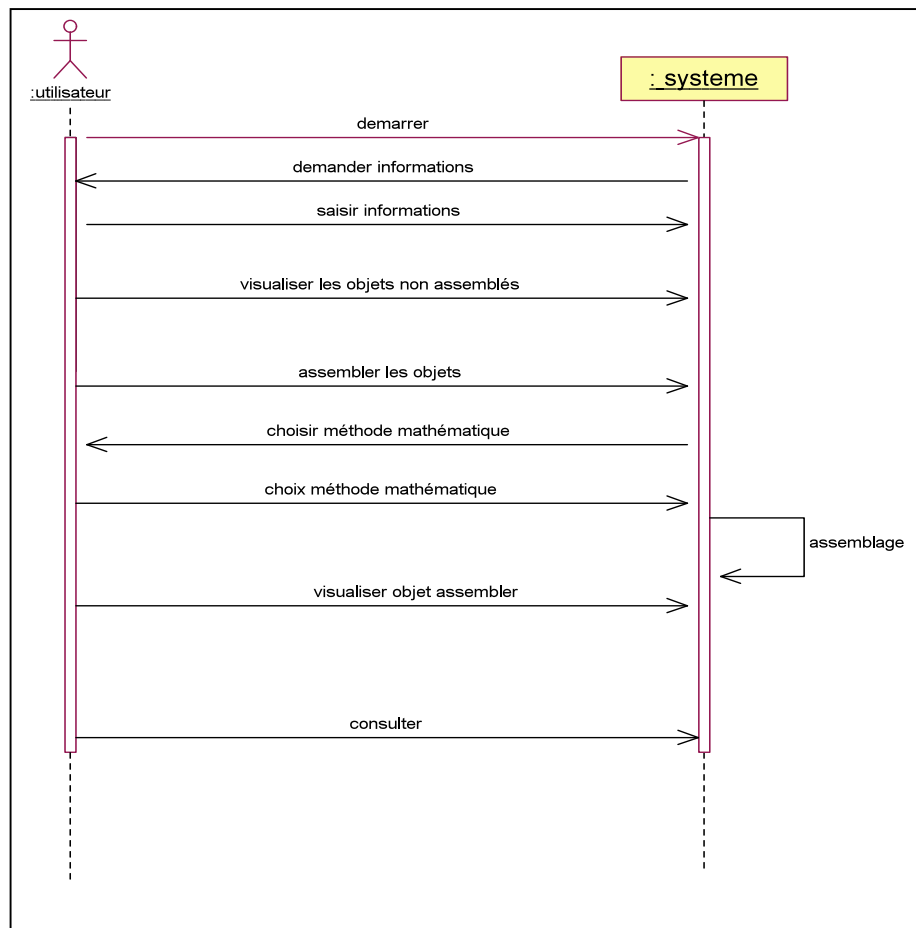 :utilisateur
: systeme
demarrer
demander informations
saisir informations
visualiser les objets non assemblés
assembler les objets
choisir méthode mathématique
choix méthode mathématique
assemblage
visualiser objet assembler
consulter